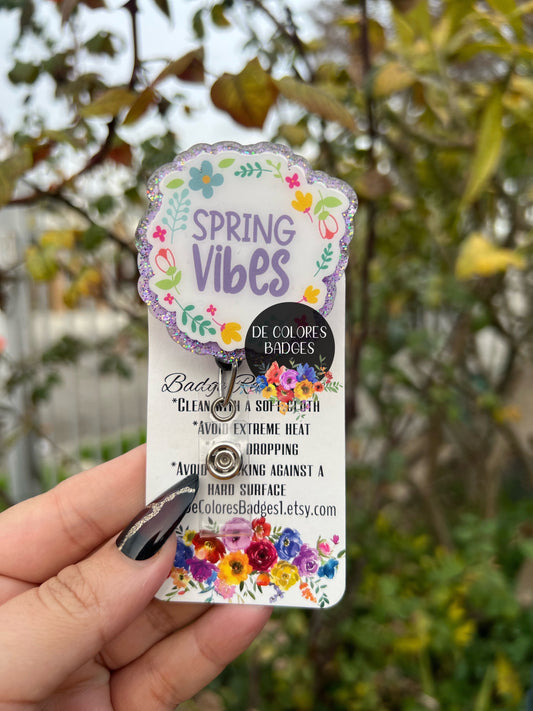 SPRING
VIBES
DE COLORES
BADGES
Badge
*CLEAN WITH A SOFT CLOTH
*AVOID EXTREME HEAT
DROPPING
*AVOID AGAINST A
HARD SURFACE
DeColoresBadges1.etsy.com